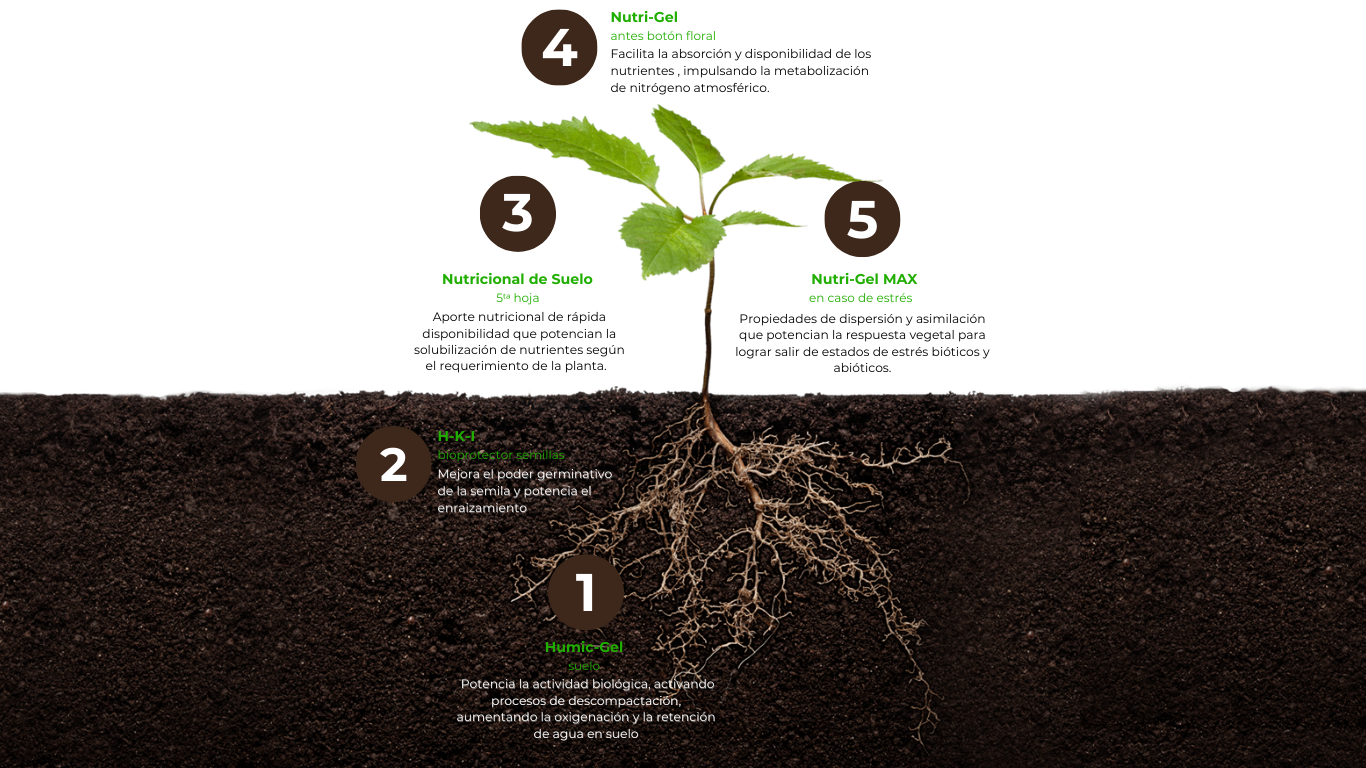 4
Nutri-Gel
antes botón floral
Facilita la absorción y disponibilidad de los
nutrientes , impulsando la metabolización
de nitrógeno atmosférico.
3
Nutricional de Suelo
5ᵗᵃ hoja
Aporte nutricional de rápida
disponibilidad que potencian la
solubilización de nutrientes según
el requerimiento de la planta.
5
Nutri-Gel MAX
en caso de estrés
Propiedades de dispersión y asimilación
que potencian la respuesta vegetal para
lograr salir de estados de estrés bióticos y
abióticos.
2
H-K-I
bioprotector semillas
Mejora el poder germinativo
de la semila y potencia el
enraizamiento
1
Humic-Gel
suelo
Potencia la actividad biológica, activando
procesos de descompactación,
aumentando la oxigenación y la retención
de agua en suelo